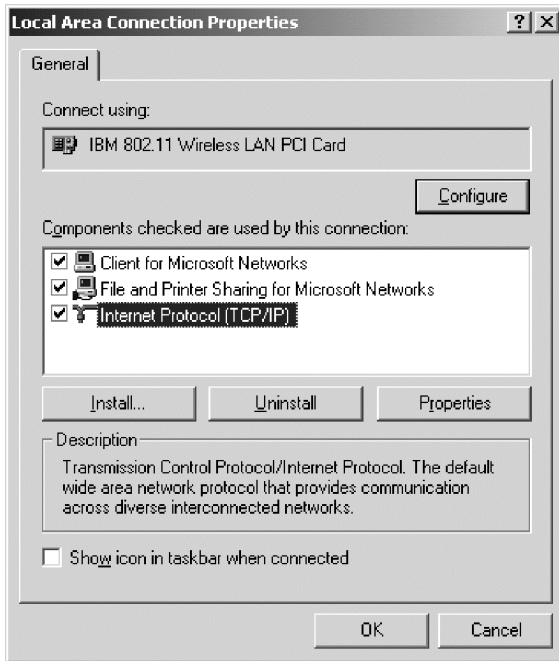 Local Area Connection Properties
General
Connect using:
IBM 802.11 Wireless LAN PCI Card
Configure
Components checked are used by this connection:
Client for Microsoft Networks
File and Printer Sharing for Microsoft Networks
Internet Protocol (TCP/IP)
Install... Uninstall Properties
Description
Transmission Control Protocol/Internet Protocol. The default
wide area network protocol that provides communication
across diverse interconnected networks.
Show icon in taskbar when connected
OK Cancel